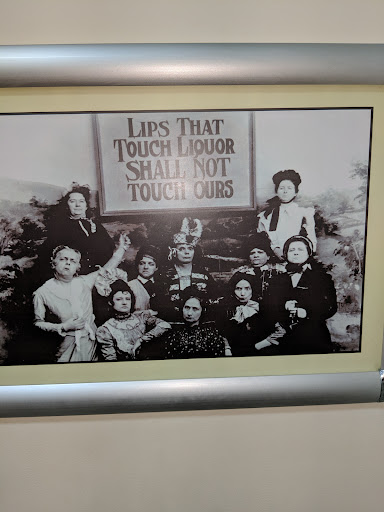 LIPS THAT
TOUCH LIQUOR
SHALL NOT
TOUCH OURS